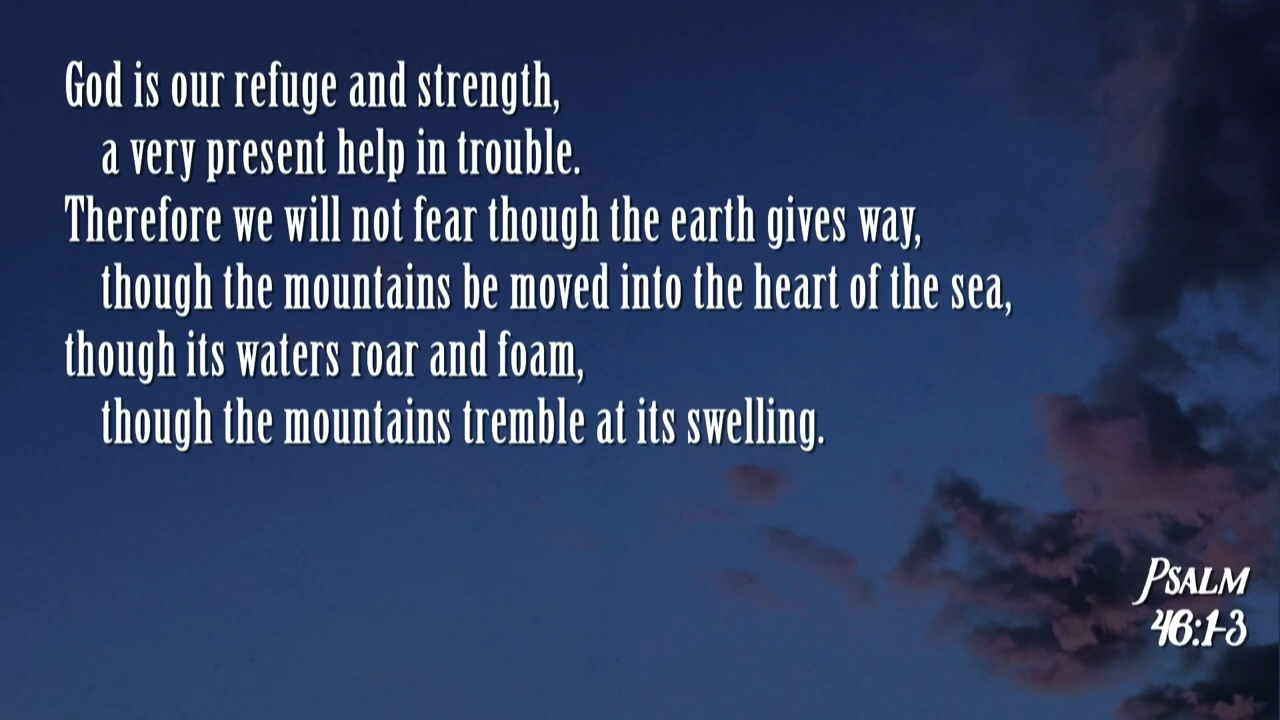 God is our refuge and strength,
a very present help in trouble.
Therefore we will not fear though the earth gives way,
though the mountains be moved into the heart of the sea,
though its waters roar and foam,
though the mountains tremble at its swelling.
Psalm
46:1-3